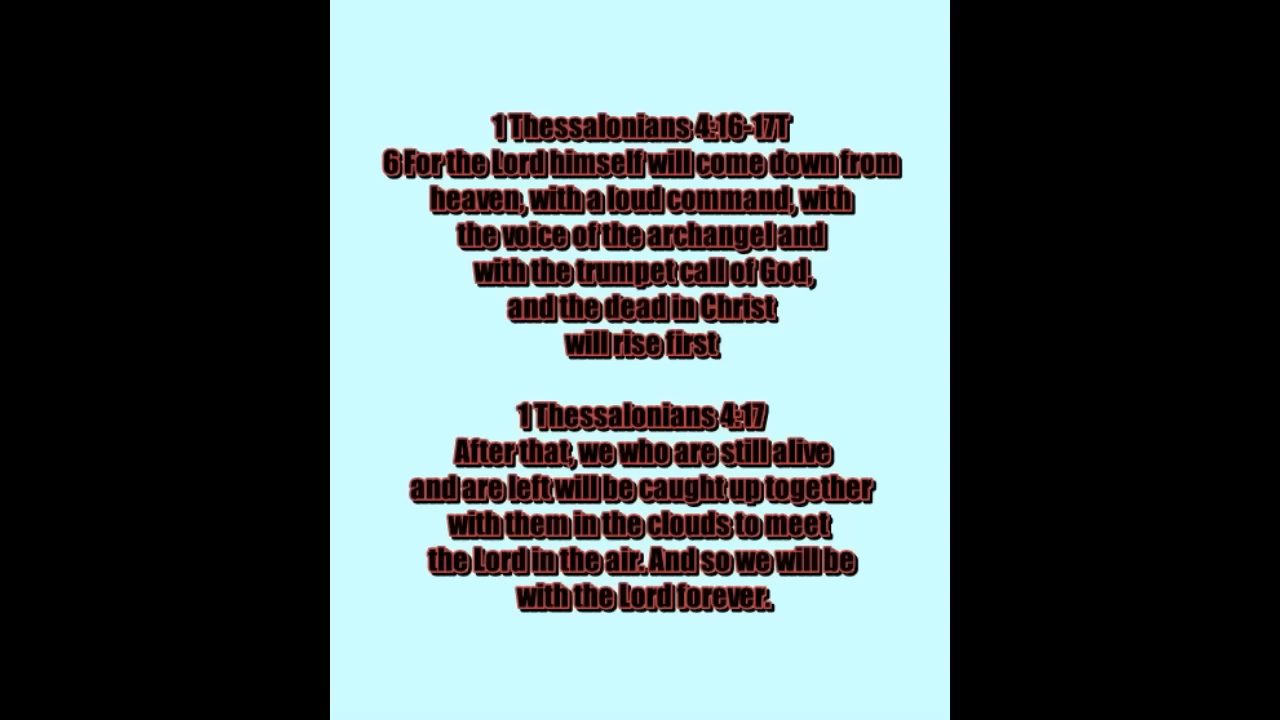 1 Thessalonians 4:16-17T
6 For the Lord himself will come down from
heaven, with a loud command, with
the voice of the archangel and
with the trumpet call of God,
and the dead in Christ
will rise first
1 Thessalonians 4:17
After that, we who are still alive
and are left will be caught up together
with them in the clouds to meet
the Lord in the air. And so we will be
with the Lord forever.